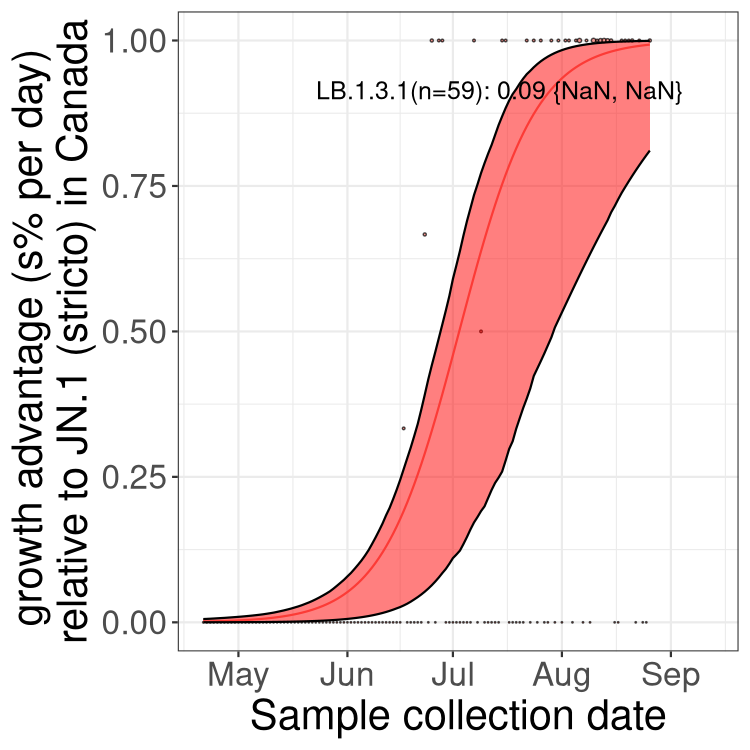 growth advantage (s% per day)
relative to JN.1 (stricto) in Canada
1.00
0.75
0.50
0.25
0.00
LB.1.3.1(n=59): 0.09 {NaN, NaN}
May Jun Jul Aug Sep
Sample collection date